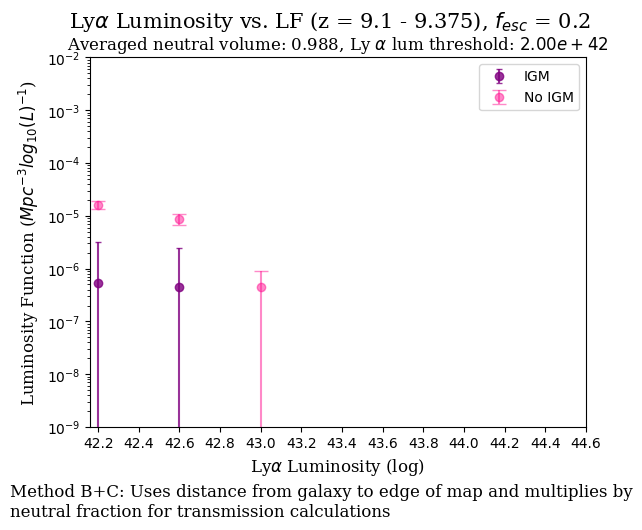 Lyα Luminosity vs. LF (z = 9.1 - 9.375), f_esc = 0.2
Averaged neutral volume: 0.988, Ly α lum threshold: 2.00e + 42
IGM
No IGM
Luminosity Function (Mpc⁻³log₁₀(L)⁻¹)
10⁻²
10⁻³
10⁻⁴
10⁻⁵
10⁻⁶
10⁻⁷
10⁻⁸
10⁻⁹
42.2 42.4 42.6 42.8 43.0 43.2 43.4 43.6 43.8 44.0 44.2 44.4 44.6
Lyα Luminosity (log)
Method B+C: Uses distance from galaxy to edge of map and multiplies by
neutral fraction for transmission calculations